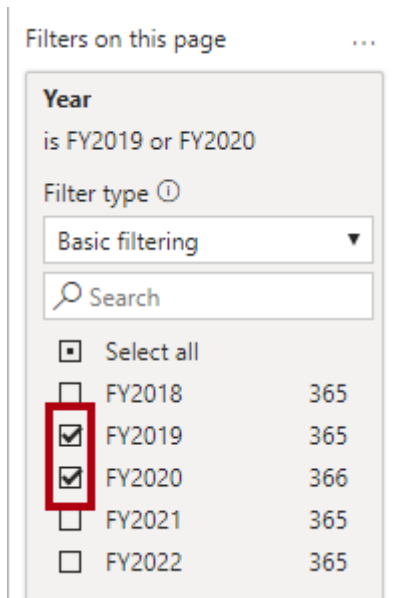 Filters on this page ...
Year
is FY2019 or FY2020
Filter type
Basic filtering
Search
Select all
FY2018 365
FY2019 365
FY2020 366
FY2021 365
FY2022 365